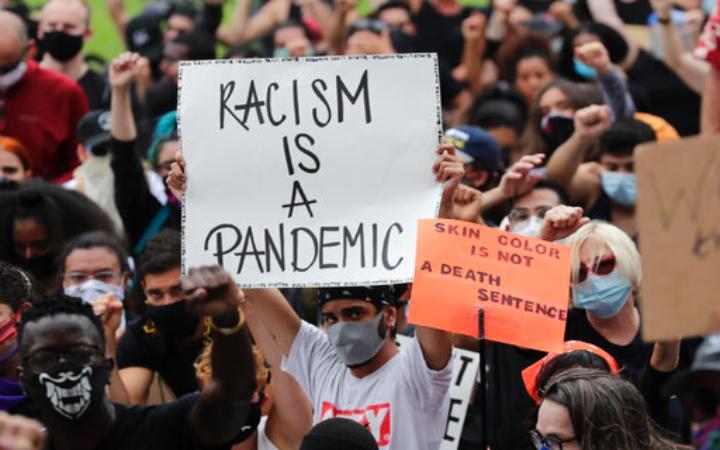 RACISM
IS
A
PANDEMIC
SKIN COLOR
IS NOT
A DEATH
SENTENCE